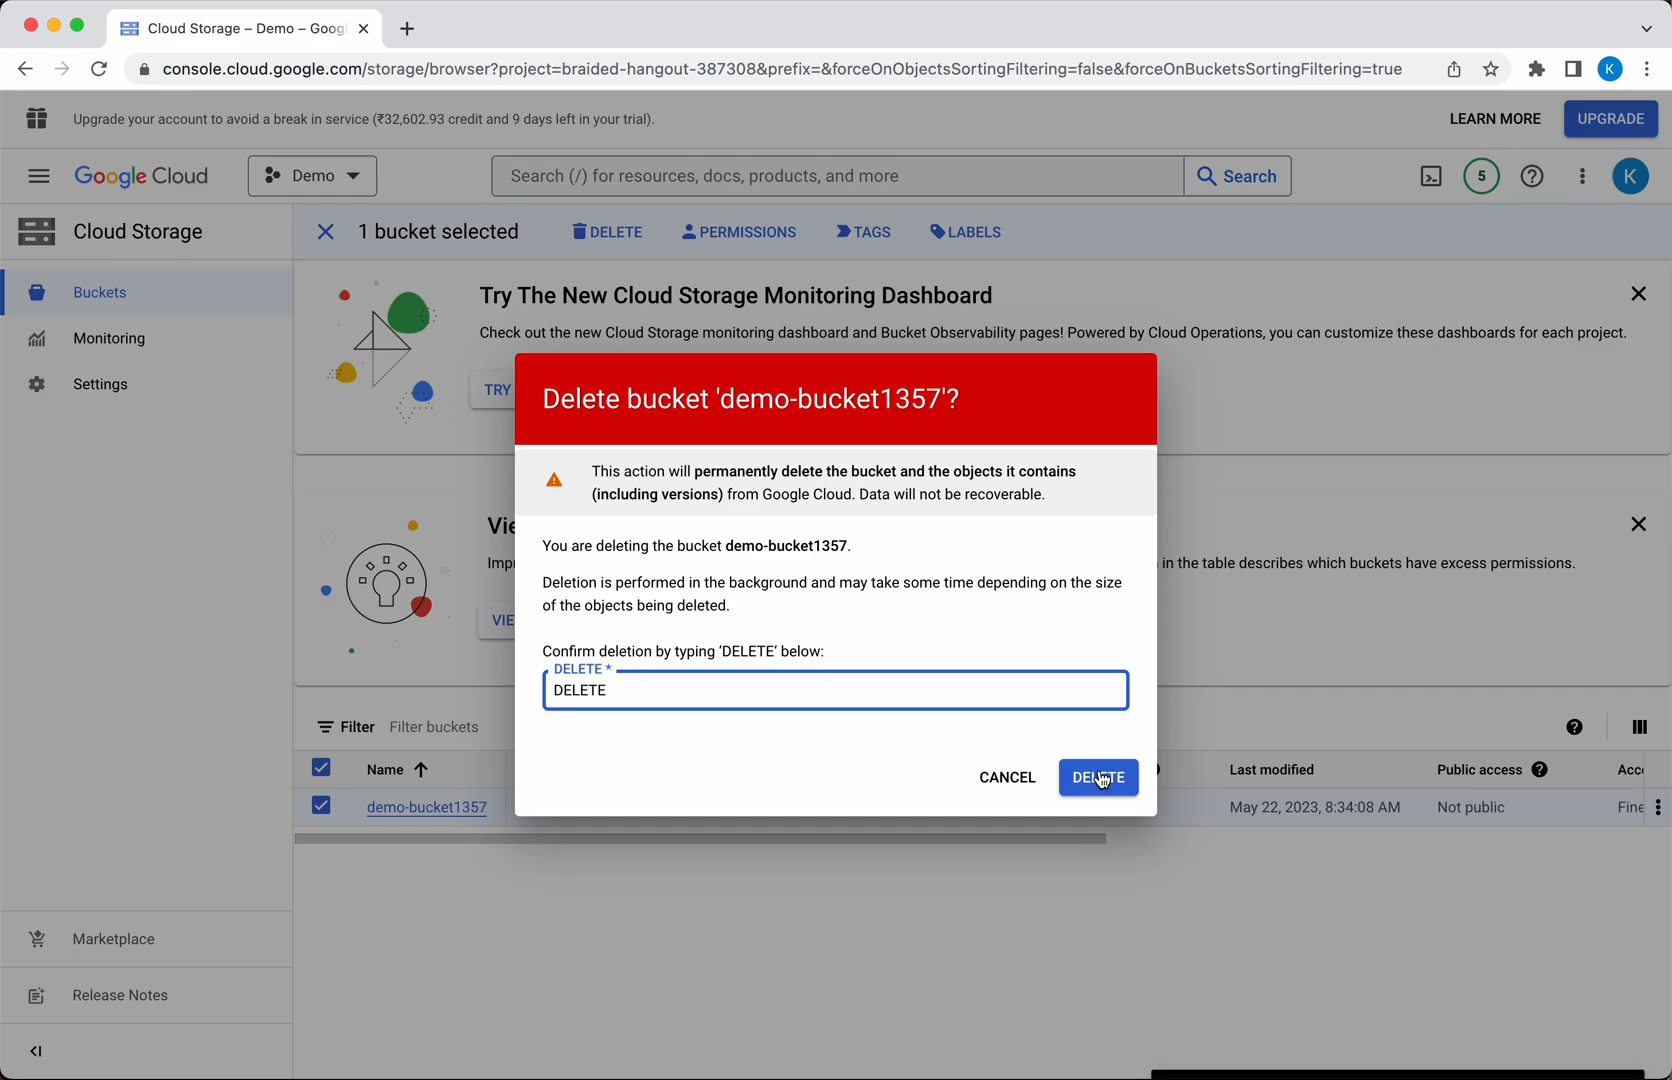 Cloud Storage – Demo – Goog
console.cloud.google.com/storage/browser?project=braided-hangout-387308&prefix=&forceOnObjectsSortingFiltering=false&forceOnBucketsSortingFiltering=true
K
Upgrade your account to avoid a break in service (₹32,602.93 credit and 9 days left in your trial).
LEARN MORE
UPGRADE
Google Cloud
Demo
Search (/) for resources, docs, products, and more
Search
5
K
Cloud Storage
1 bucket selected
DELETE
PERMISSIONS
TAGS
LABELS
Buckets
Monitoring
Settings
Try The New Cloud Storage Monitoring Dashboard
Check out the new Cloud Storage monitoring dashboard and Bucket Observability pages! Powered by Cloud Operations, you can customize these dashboards for each project.
TRY
Delete bucket 'demo-bucket1357'?
This action will permanently delete the bucket and the objects it contains
(including versions) from Google Cloud. Data will not be recoverable.
You are deleting the bucket demo-bucket1357.
in the table describes which buckets have excess permissions.
Deletion is performed in the background and may take some time depending on the size
of the objects being deleted.
Confirm deletion by typing ‘DELETE’ below:
DELETE *
DELETE
CANCEL
DELETE
Filter
Filter buckets
Name
Last modified
Public access
demo-bucket1357
May 22, 2023, 8:34:08 AM
Not public
Marketplace
Release Notes